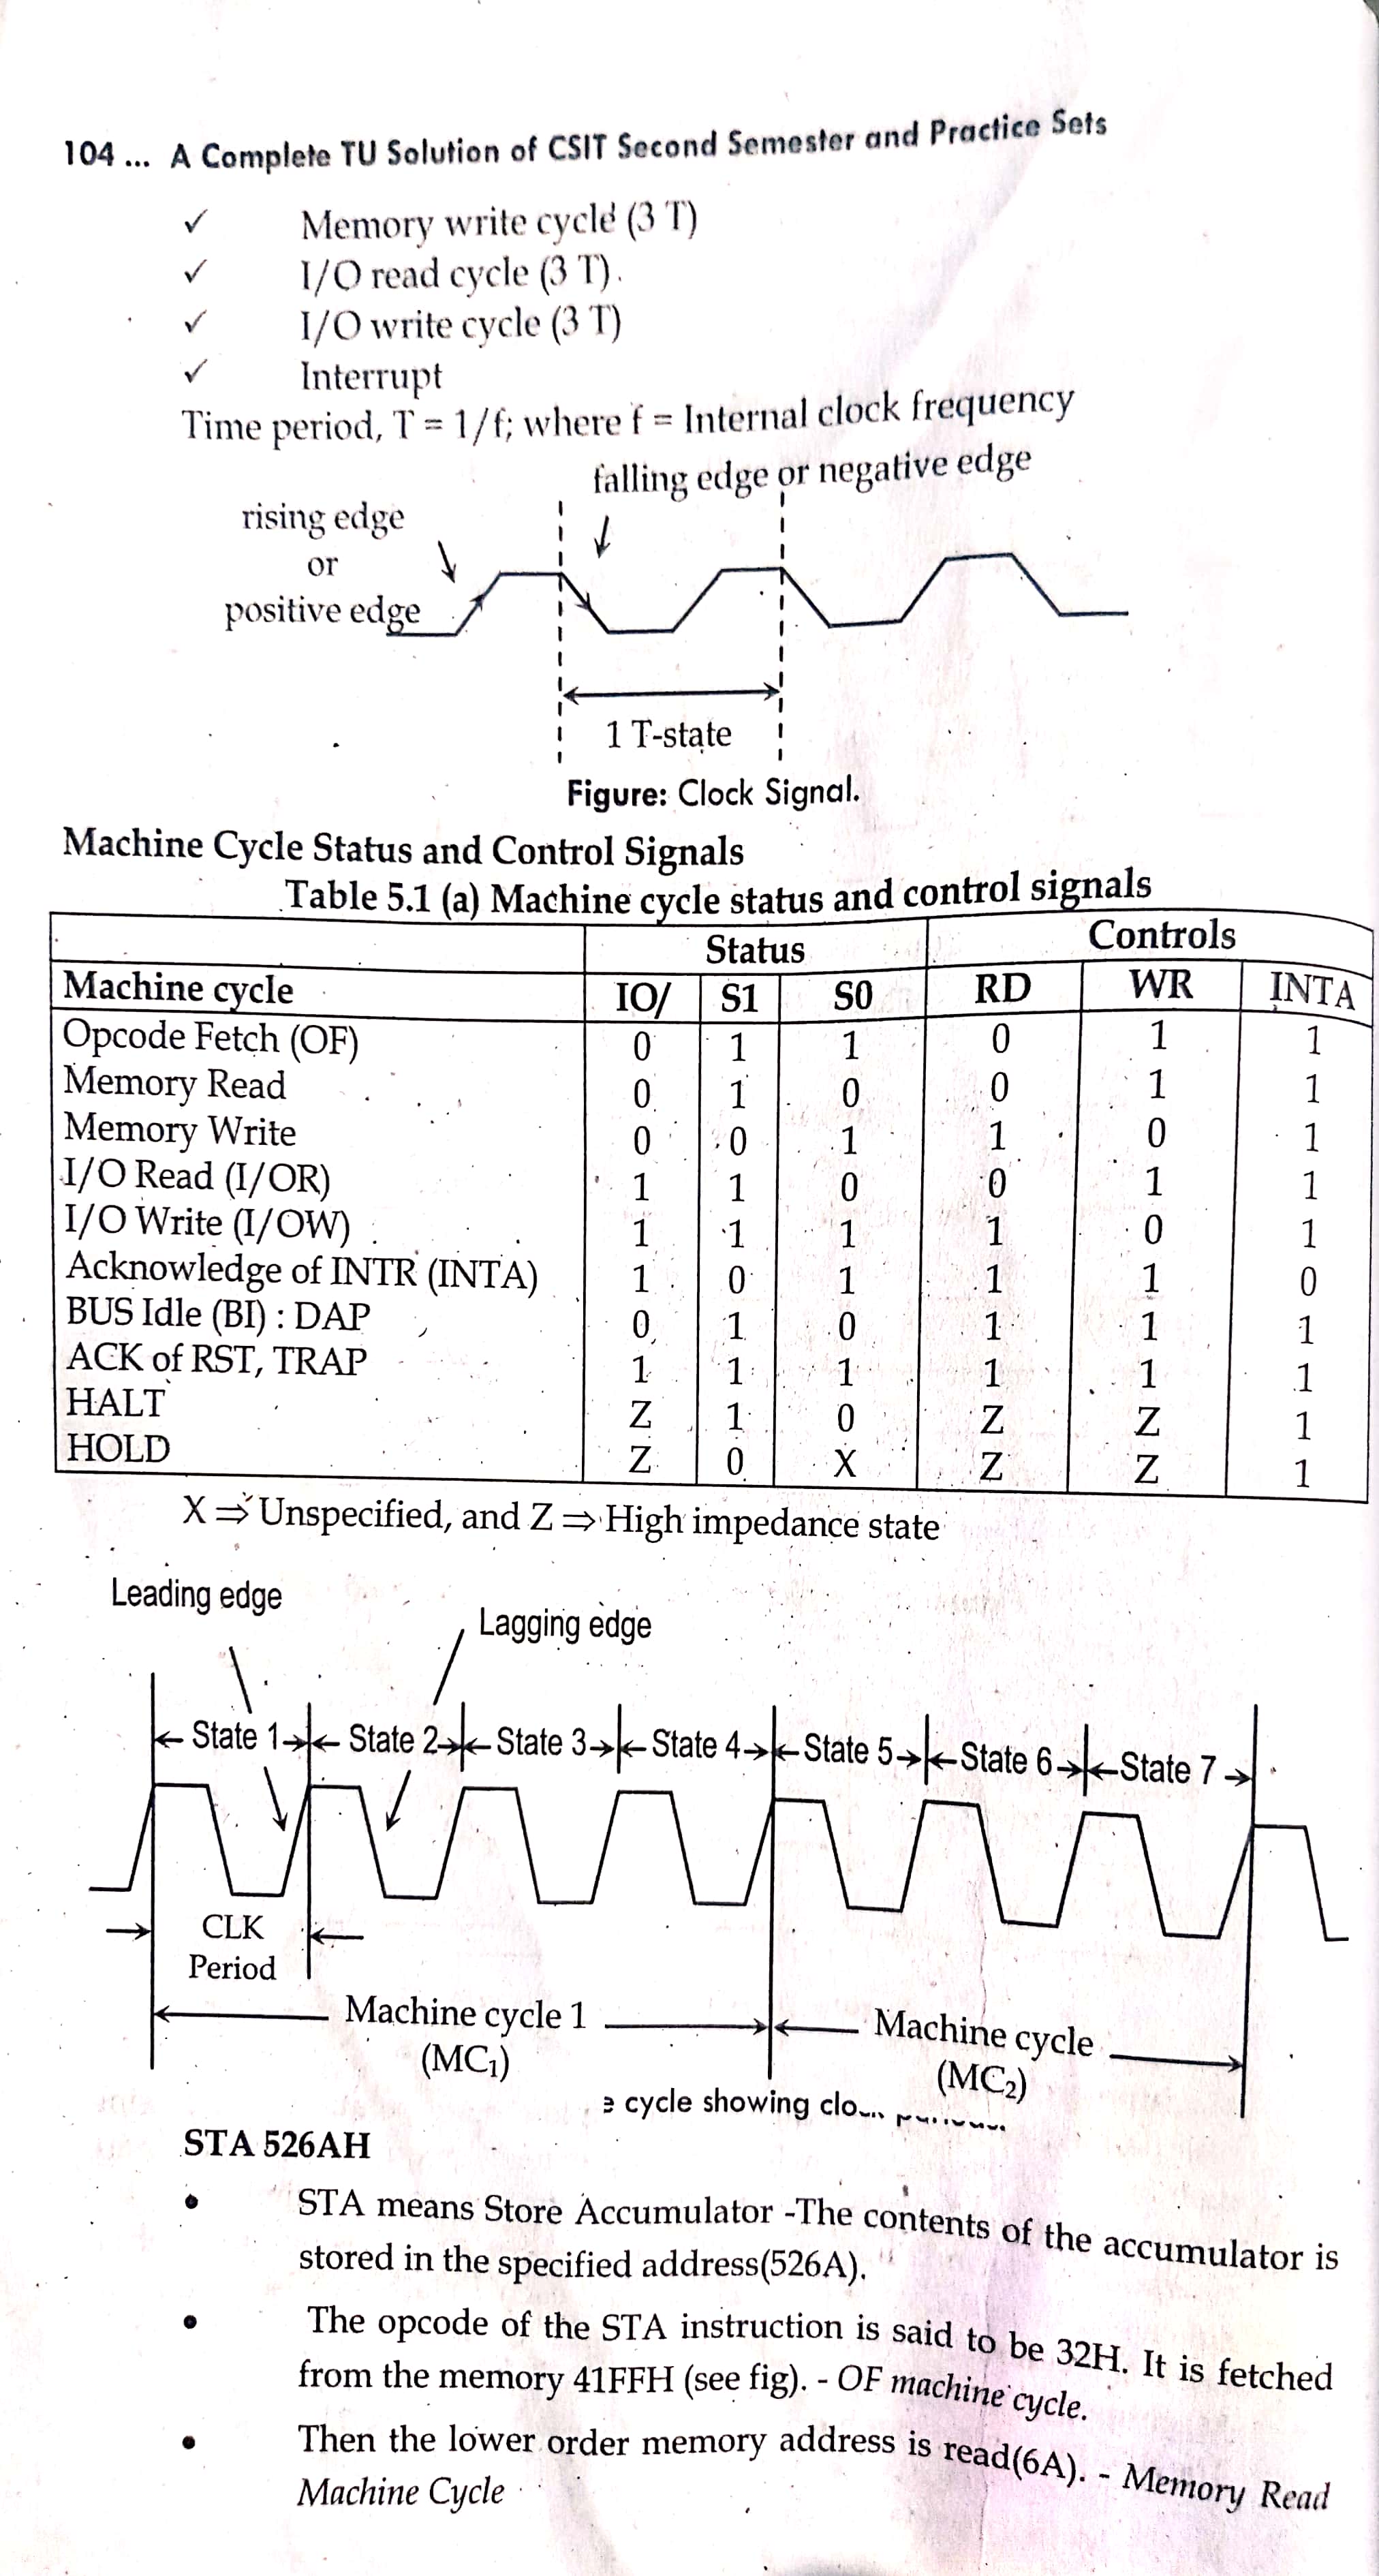 104 ... A Complete TU Solution of CSIT Second Semester and Practice Sets
✓ Memory write cycle (3 T)
✓ I/O read cycle (3 T).
✓ I/O write cycle (3 T)
✓ Interrupt
Time period, T = 1/f; where f = Internal clock frequency
falling edge or negative edge
rising edge
or
positive edge
1 T-state
Figure: Clock Signal.
Machine Cycle Status and Control Signals
Table 5.1 (a) Machine cycle status and control signals
Status Controls
Machine cycle IO/ S1 S0 RD WR INTA
Opcode Fetch (OF) 0 1 1 0 1 1
Memory Read 0 1 0 0 1 1
Memory Write 0 0 1 1 0 1
I/O Read (I/OR) 1 1 0 0 1 1
I/O Write (I/OW) 1 1 1 1 0 1
Acknowledge of INTR (INTA) 1 0 1 1 1 0
BUS Idle (BI) : DAP 0 1 0 1 1 1
ACK of RST, TRAP 1 1 1 1 1 1
HALT Z 1 0 Z Z 1
HOLD Z 0 X Z Z 1
X ⇒ Unspecified, and Z ⇒ High impedance state
Leading edge
Lagging edge
State 1 State 2 State 3 State 4 State 5 State 6 State 7
CLK
Period
Machine cycle 1 Machine cycle
(MC₁) (MC₂)
cycle showing
STA 526AH
• STA means Store Accumulator -The contents of the accumulator is
stored in the specified address(526A).
• The opcode of the STA instruction is said to be 32H. It is fetched
from the memory 41FFH (see fig). - OF machine cycle.
• Then the lower order memory address is read(6A). - Memory Read
Machine Cycle